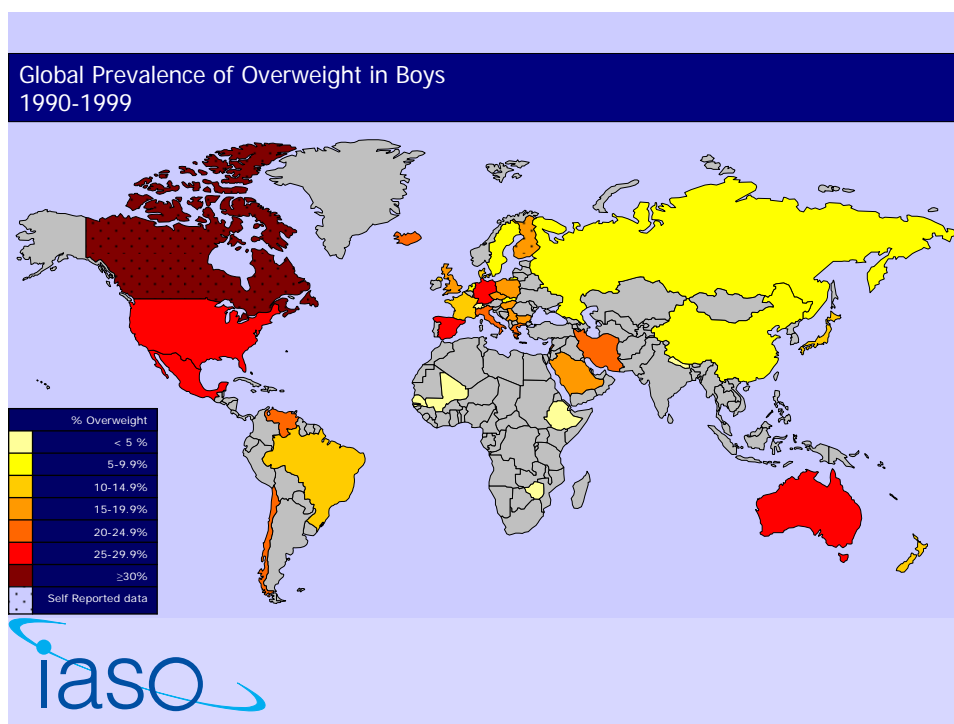 Global Prevalence of Overweight in Boys
1990-1999
% Overweight
< 5 %
5-9.9%
10-14.9%
15-19.9%
20-24.9%
25-29.9%
≥30%
Self Reported data
iaso